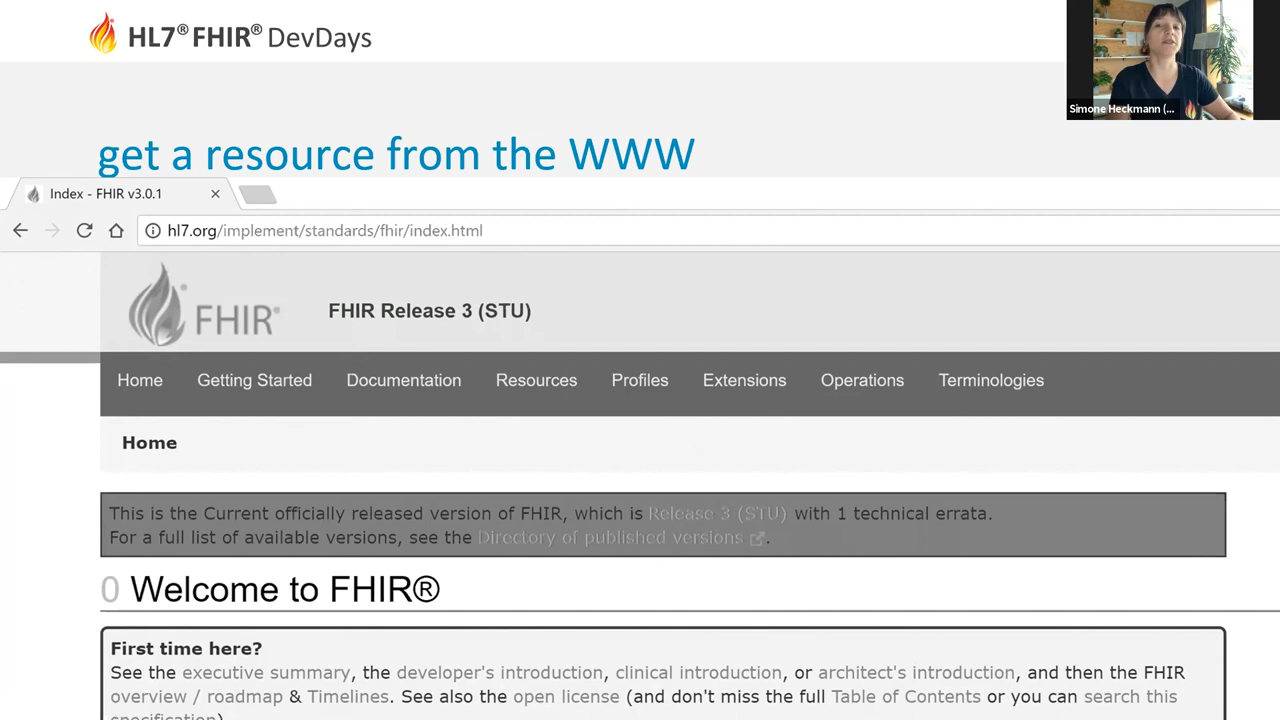 HL7® FHIR® DevDays
Simone Heckmann (...
get a resource from the WWW
Index - FHIR v3.0.1
hl7.org/implement/standards/fhir/index.html
FHIR®
FHIR Release 3 (STU)
Home Getting Started Documentation Resources Profiles Extensions Operations Terminologies
Home
This is the Current officially released version of FHIR, which is Release 3 (STU) with 1 technical errata.
For a full list of available versions, see the Directory of published versions.
0 Welcome to FHIR®
First time here?
See the executive summary, the developer's introduction, clinical introduction, or architect's introduction, and then the FHIR
overview / roadmap & Timelines. See also the open license (and don't miss the full Table of Contents or you can search this
specification)